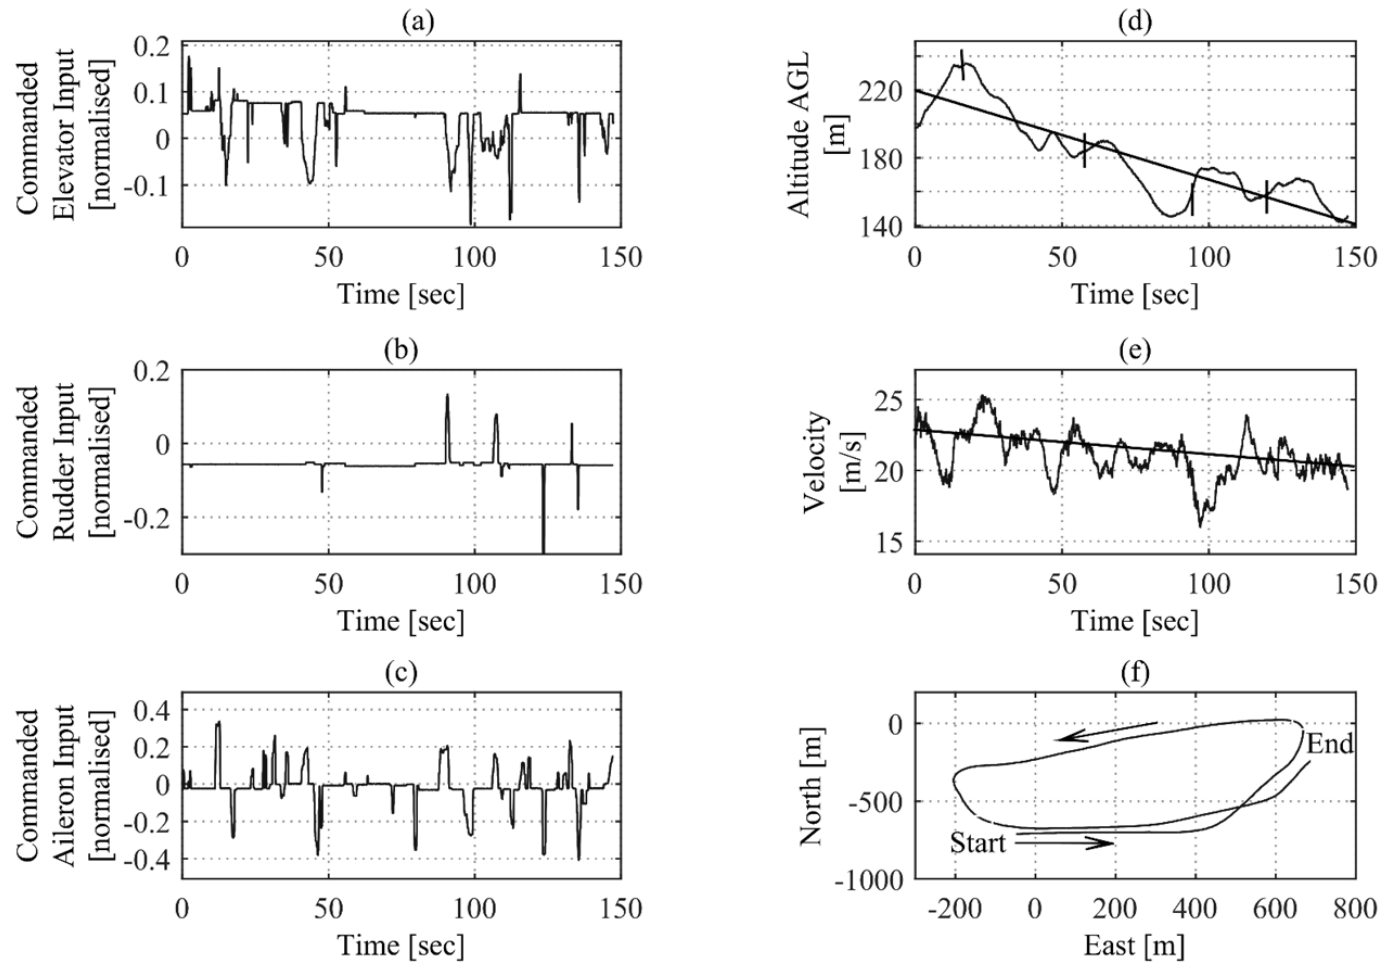 (a)
Commanded
Elevator Input
[normalised]
0.2
0.1
0
-0.1
0 50 100 150
Time [sec]
(d)
Altitude AGL
[m]
220
180
140
0 50 100 150
Time [sec]
(b)
Commanded
Rudder Input
[normalised]
0.2
0
-0.2
0 50 100 150
Time [sec]
(e)
Velocity
[m/s]
25
20
15
0 50 100 150
Time [sec]
(c)
Commanded
Aileron Input
[normalised]
0.4
0.2
0
-0.2
-0.4
0 50 100 150
Time [sec]
(f)
North [m]
0
-500
-1000
End
Start
-200 0 200 400 600 800
East [m]